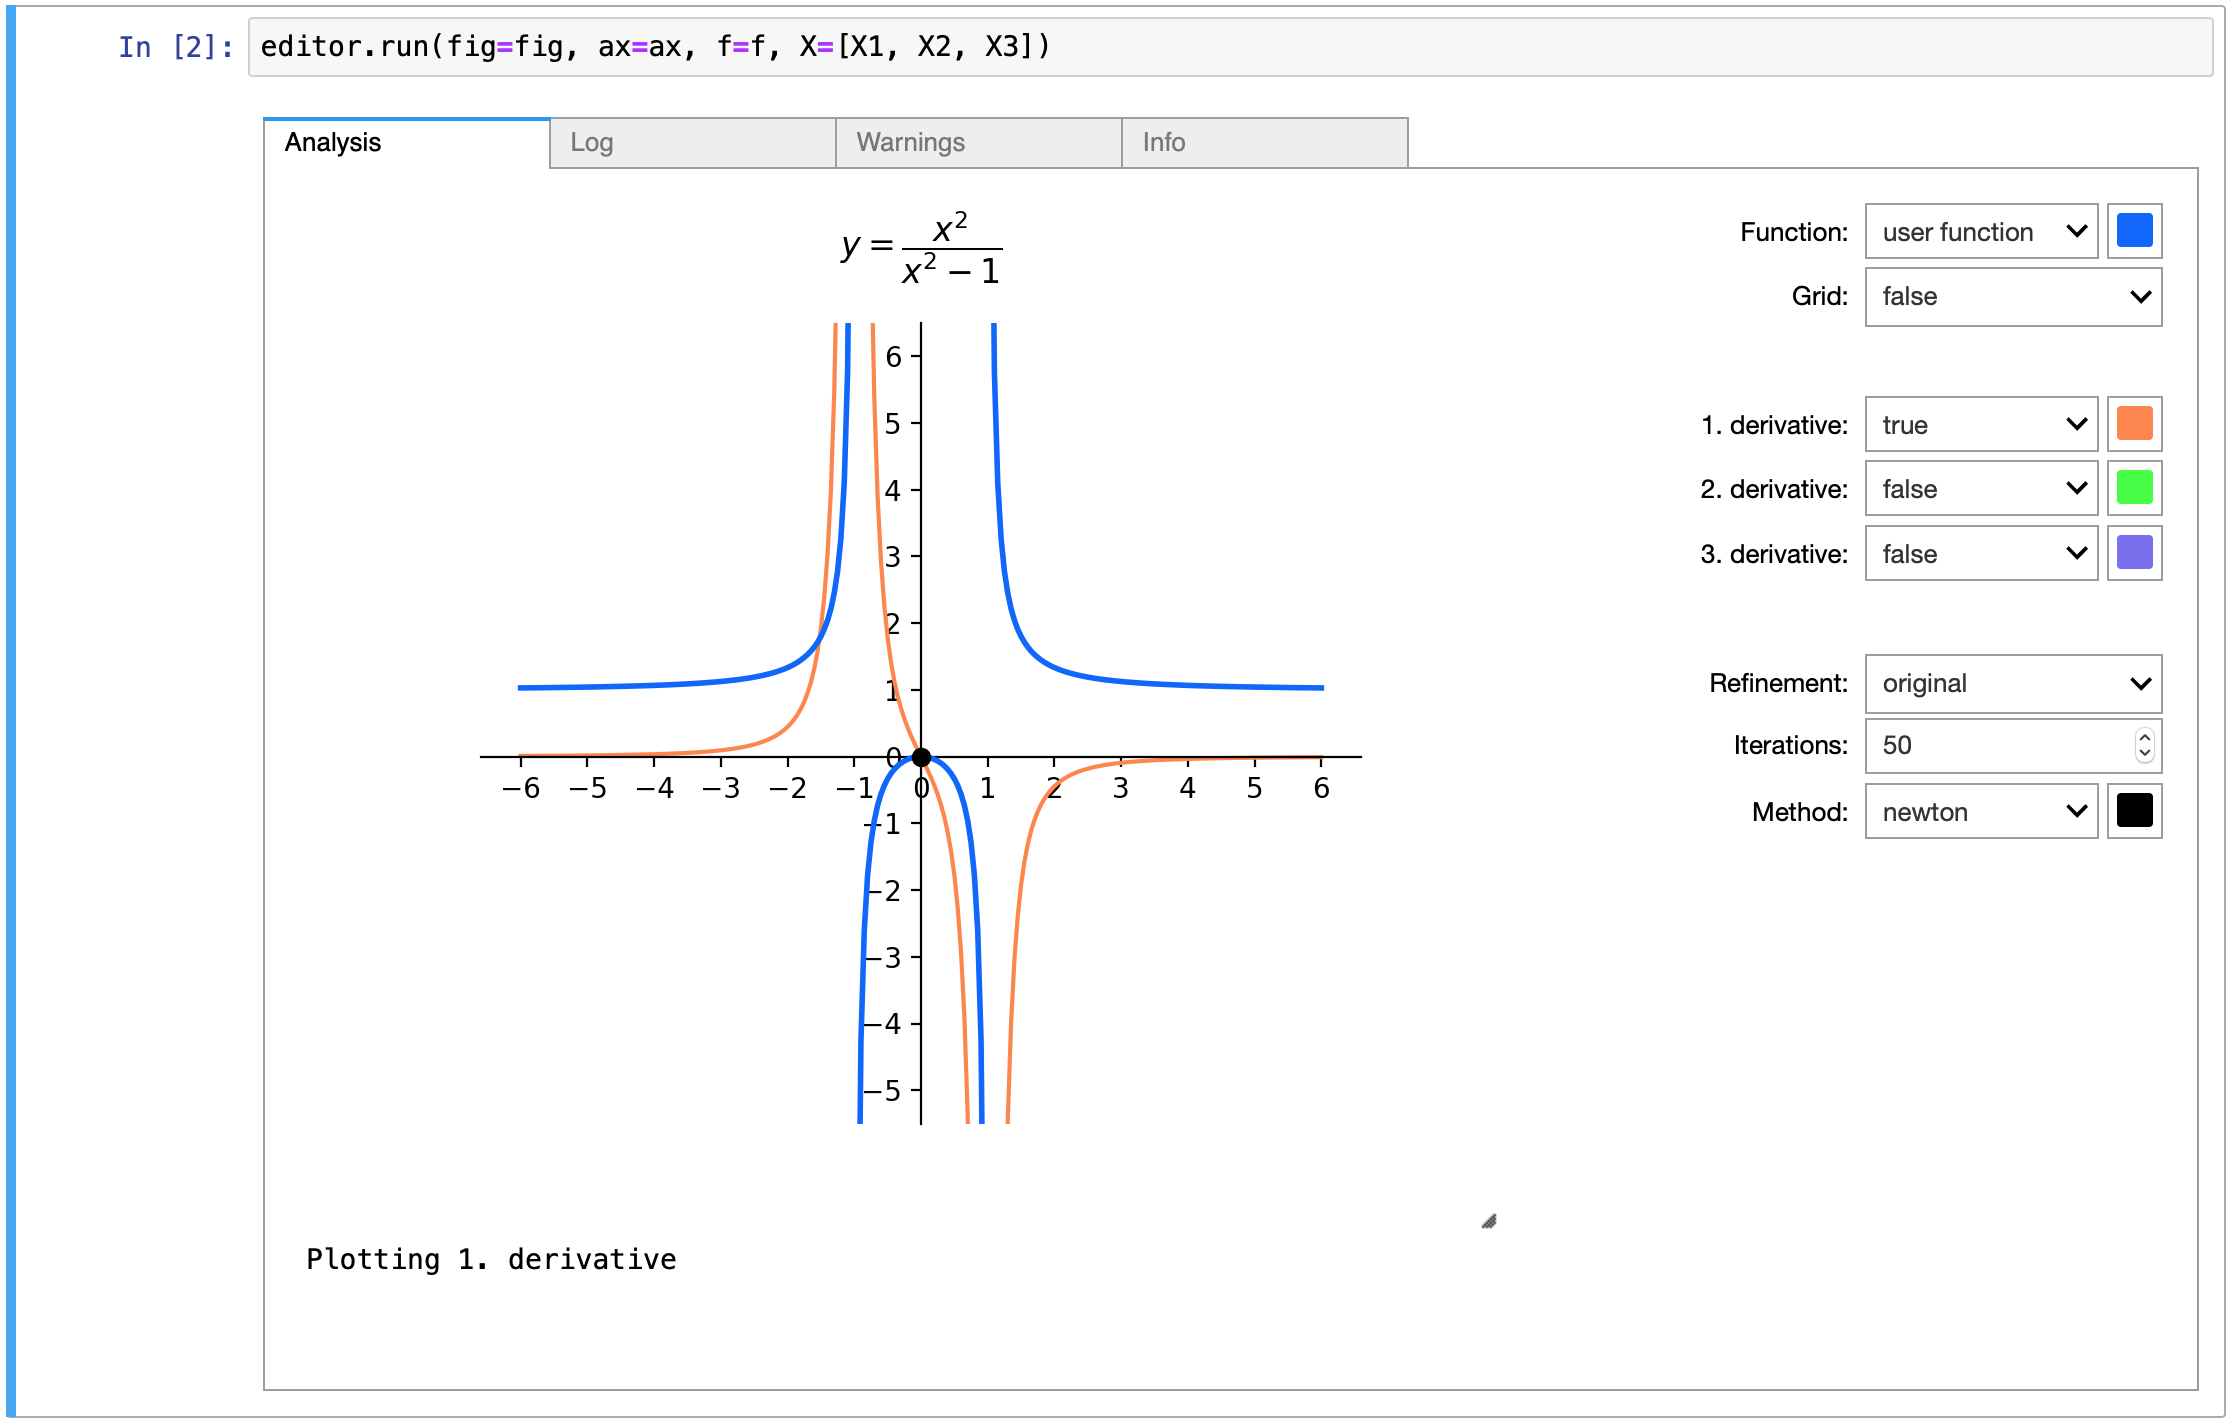 In [2]: editor.run(fig=fig, ax=ax, f=f, X=[X1, X2, X3])
Analysis Log Warnings Info
y = x² / (x² − 1)
6
5
4
3
2
1
0
−6 −5 −4 −3 −2 −1 0 1 2 3 4 5 6
−1
−2
−3
−4
−5
Function: user function
Grid: false
1. derivative: true
2. derivative: false
3. derivative: false
Refinement: original
Iterations: 50
Method: newton
Plotting 1. derivative